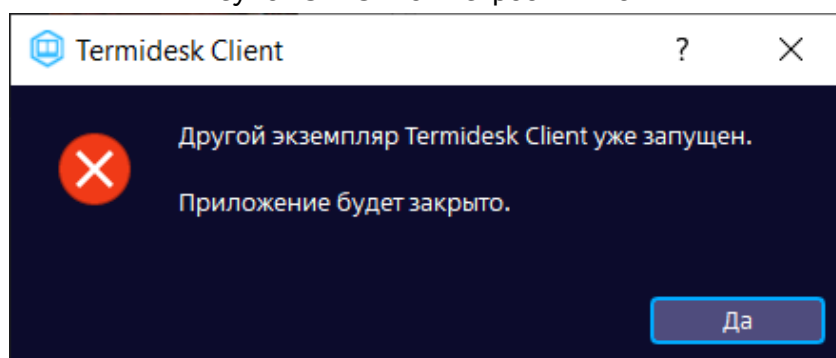 Termidesk Client
?
Другой экземпляр Termidesk Client уже запущен.
Приложение будет закрыто.
Да